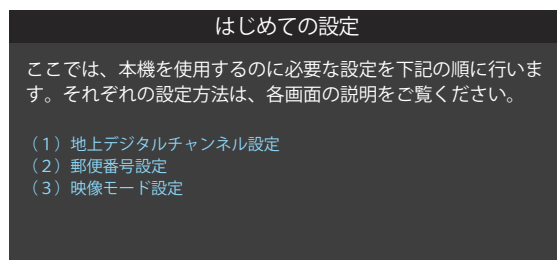 はじめての設定
ここでは、本機を使用するのに必要な設定を下記の順に行いま
す。それぞれの設定方法は、各画面の説明をご覧ください。
（1）地上デジタルチャンネル設定
（2）郵便番号設定
（3）映像モード設定